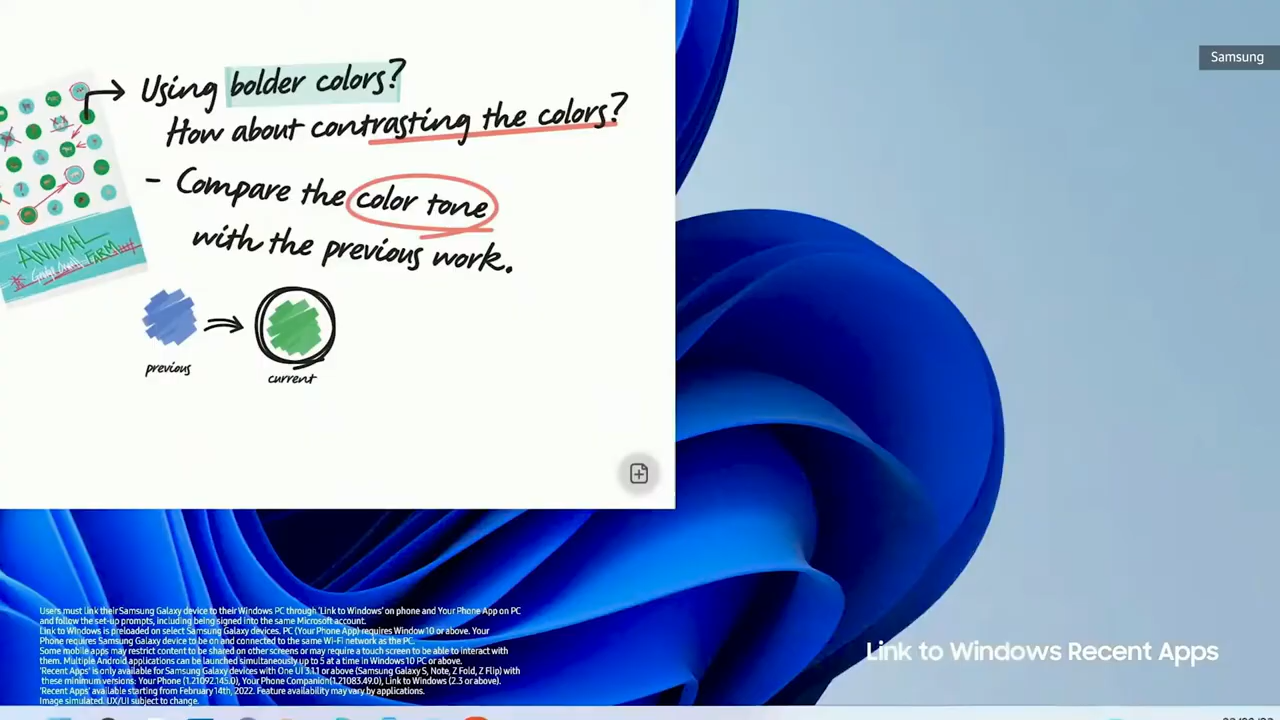 Samsung
Using bolder colors?
How about contrasting the colors?
- Compare the color tone
with the previous work.
ANIMAL
FARM
previous
current
Users must link their Samsung Galaxy device to their Windows PC through 'Link to Windows' on phone and Your Phone App on PC
and follow the set-up prompts, including being signed into the same Microsoft account.
Link to Windows is preloaded on select Samsung Galaxy devices. PC (Your Phone App) requires Window 10 or above. Your
Phone requires Samsung Galaxy device to be on and connected to the same Wi-Fi network as the PC.
Some mobile apps may restrict content to be shared on other screens or may require a touch screen to be able to interact with
them. Multiple Android applications can be launched simultaneously up to 5 at a time in Windows 10 PC or above.
'Recent Apps' is only available for Samsung Galaxy devices with One UI 3.1.1 or above (Samsung Galaxy S, Note, Z Fold, Z Flip) with
these minimum versions: Your Phone (1.21092.145.0), Your Phone Companion (1.21083.49.0), Link to Windows (2.3 or above).
'Recent Apps' available starting from February 14th, 2022. Feature availability may vary by applications.
Image simulated. UX/UI subject to change.
Link to Windows Recent Apps